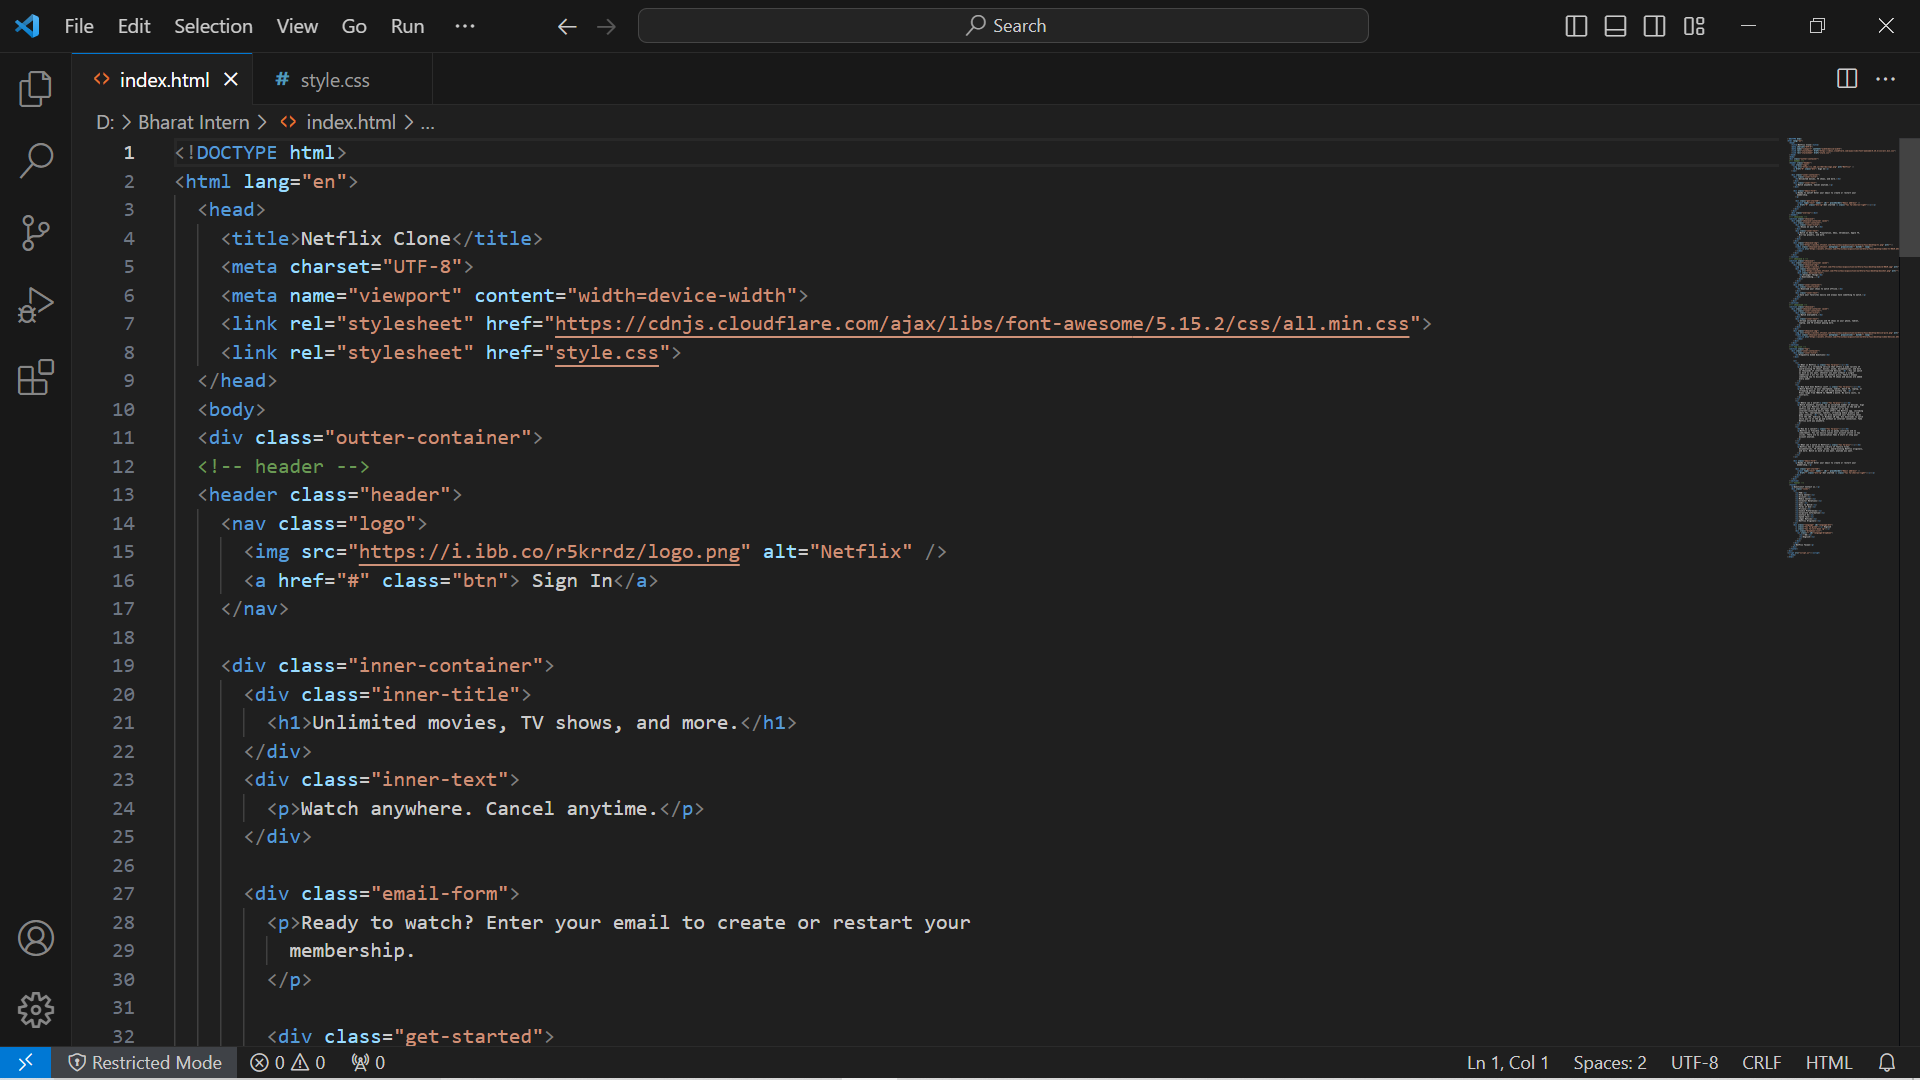 File Edit Selection View Go Run ··· Search
index.html style.css
D: > Bharat Intern > index.html > ...
1 <!DOCTYPE html>
2 <html lang="en">
3 <head>
4 <title>Netflix Clone</title>
5 <meta charset="UTF-8">
6 <meta name="viewport" content="width=device-width">
7 <link rel="stylesheet" href="https://cdnjs.cloudflare.com/ajax/libs/font-awesome/5.15.2/css/all.min.css">
8 <link rel="stylesheet" href="style.css">
9 </head>
10 <body>
11 <div class="outter-container">
12 <!-- header -->
13 <header class="header">
14 <nav class="logo">
15 <img src="https://i.ibb.co/r5krrdz/logo.png" alt="Netflix" />
16 <a href="#" class="btn"> Sign In</a>
17 </nav>
18
19 <div class="inner-container">
20 <div class="inner-title">
21 <h1>Unlimited movies, TV shows, and more.</h1>
22 </div>
23 <div class="inner-text">
24 <p>Watch anywhere. Cancel anytime.</p>
25 </div>
26
27 <div class="email-form">
28 <p>Ready to watch? Enter your email to create or restart your
29 membership.
30 </p>
31
32 <div class="get-started">
Restricted Mode 0 0 0 Ln 1, Col 1 Spaces: 2 UTF-8 CRLF HTML